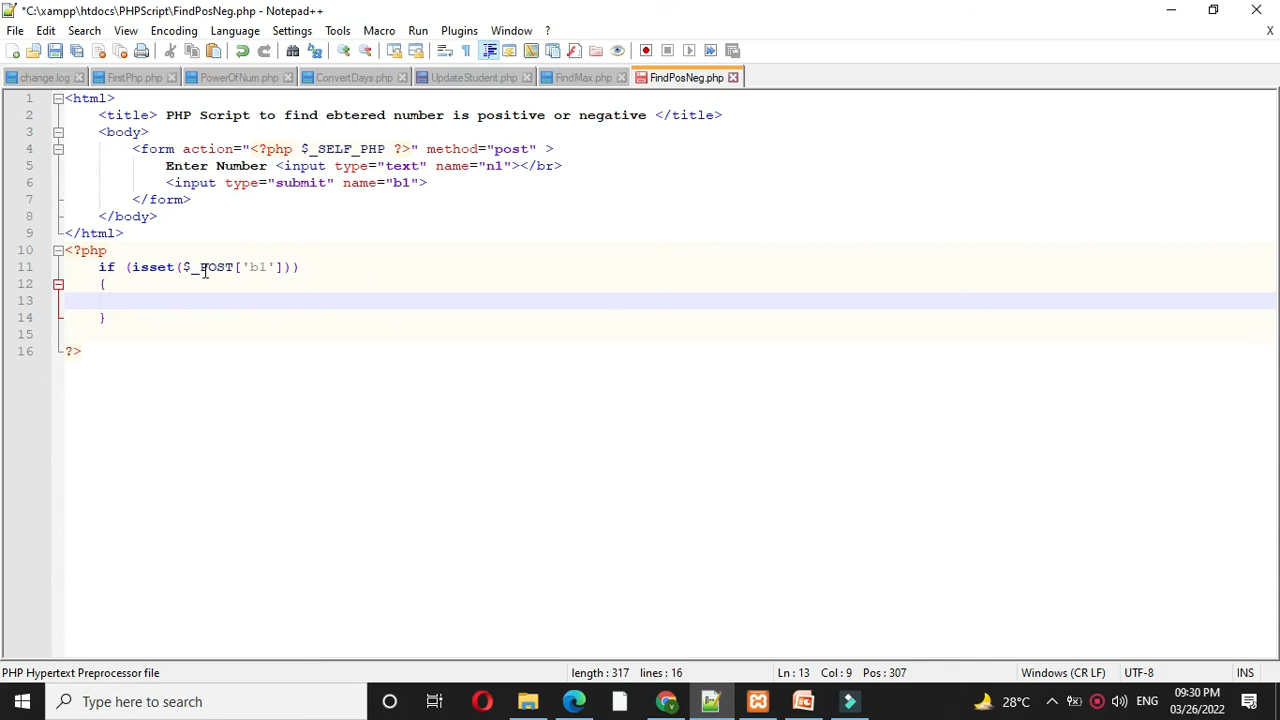 *C:\xampp\htdocs\PHPScript\FindPosNeg.php - Notepad++
File Edit Search View Encoding Language Settings Tools Macro Run Plugins Window ? X
change.log FirstPhp.php PowerOfNum.php ConvertDays.php UpdateStudent.php FindMax.php FindPosNeg.php
1 <html>
2 <title> PHP Script to find ebtered number is positive or negative </title>
3 <body>
4 <form action="<?php $_SELF_PHP ?>" method="post" >
5 Enter Number <input type="text" name="n1"></br>
6 <input type="submit" name="b1">
7 </form>
8 </body>
9 </html>
10 <?php
11 if (isset($_POST['b1']))
12 {
13
14 }
15
16 ?>
PHP Hypertext Preprocessor file length : 317 lines : 16 Ln : 13 Col : 9 Pos : 307 Windows (CR LF) UTF-8 INS
Type here to search 28°C ENG 09:30 PM
03/26/2022